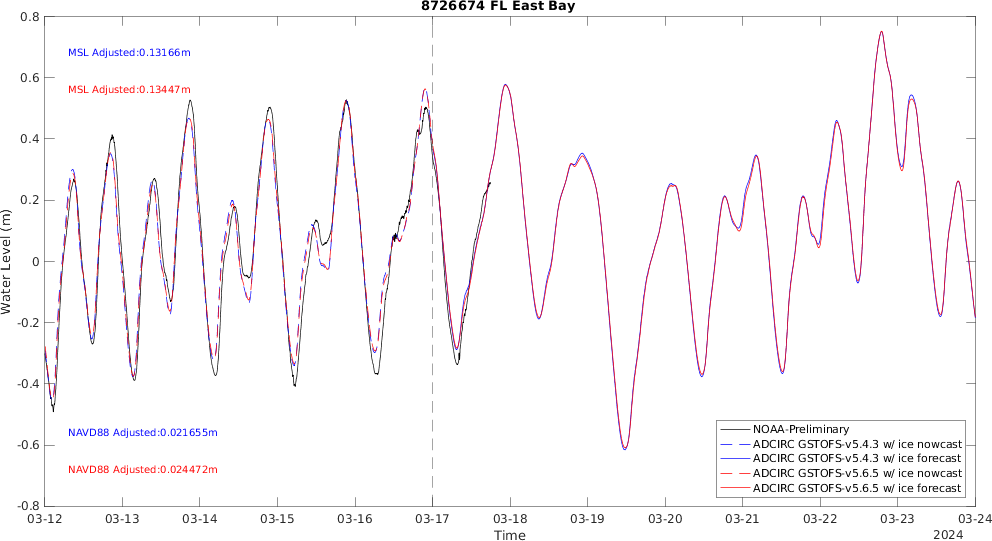 8726674 FL East Bay
0.8
0.6
0.4
0.2
0
-0.2
-0.4
-0.6
-0.8
Water Level (m)
MSL Adjusted:0.13166m
MSL Adjusted:0.13447m
NAVD88 Adjusted:0.021655m
NAVD88 Adjusted:0.024472m
NOAA-Preliminary
ADCIRC GSTOFS-v5.4.3 w/ ice nowcast
ADCIRC GSTOFS-v5.4.3 w/ ice forecast
ADCIRC GSTOFS-v5.6.5 w/ ice nowcast
ADCIRC GSTOFS-v5.6.5 w/ ice forecast
03-12 03-13 03-14 03-15 03-16 03-17 03-18 03-19 03-20 03-21 03-22 03-23 03-24
Time
2024